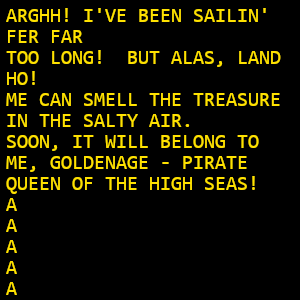 ARGHH! I'VE BEEN SAILIN'
FER FAR
TOO LONG!  BUT ALAS, LAND
HO!
ME CAN SMELL THE TREASURE
IN THE SALTY AIR.
SOON, IT WILL BELONG TO
ME, GOLDENAGE - PIRATE
QUEEN OF THE HIGH SEAS!
A
A
A
A
A